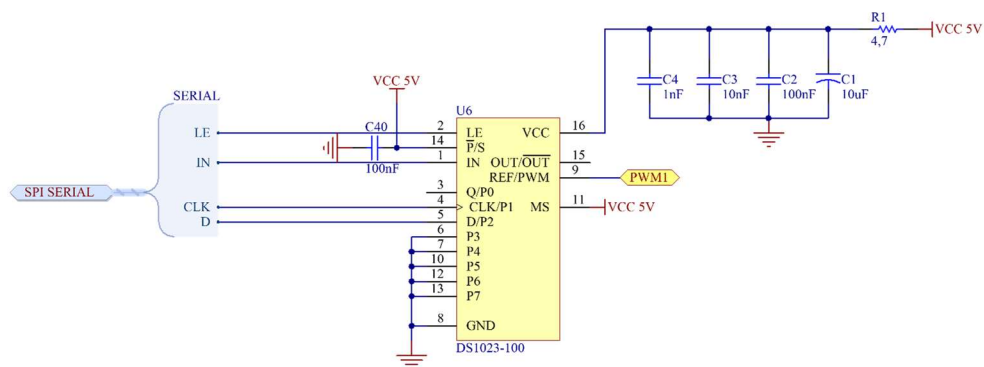 R1
4,7
VCC 5V
VCC 5V
C4
1nF
C3
10nF
C2
100nF
C1
10uF
SERIAL
U6
C40
100nF
LE
IN
CLK
D
SPI SERIAL
2 LE VCC 16
14 P/S
1 IN OUT/OUT 15
REF/PWM 9 PWM1
3 Q/P0
4 CLK/P1 MS 11 VCC 5V
5 D/P2
6 P3
7 P4
10 P5
12 P6
13 P7
8 GND
DS1023-100